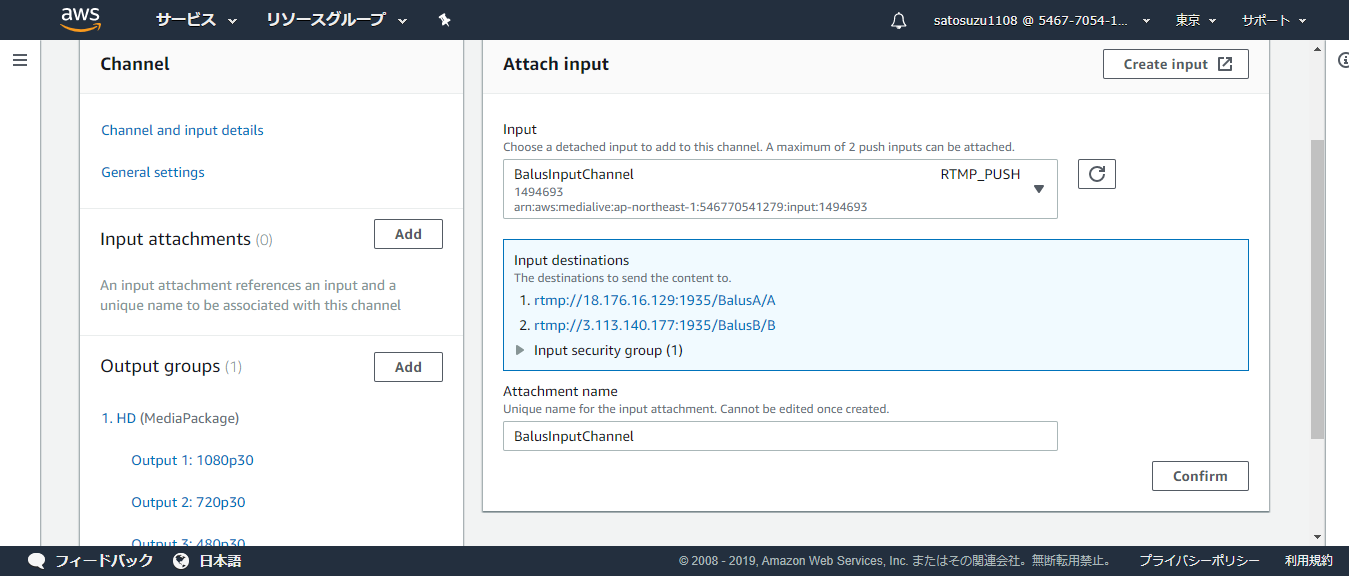 aws サービス リソースグループ satosuzu1108 @ 5467-7054-1... 東京 サポート
Channel
Channel and input details
General settings
Input attachments (0)
Add
An input attachment references an input and a
unique name to be associated with this channel
Output groups (1)
Add
1. HD (MediaPackage)
Output 1: 1080p30
Output 2: 720p30
Output 3: 480p30
Attach input
Create input
Input
Choose a detached input to add to this channel. A maximum of 2 push inputs can be attached.
BalusInputChannel RTMP_PUSH
1494693
arn:aws:medialive:ap-northeast-1:546770541279:input:1494693
Input destinations
The destinations to send the content to.
1. rtmp://18.176.16.129:1935/BalusA/A
2. rtmp://3.113.140.177:1935/BalusB/B
Input security group (1)
Attachment name
Unique name for the input attachment. Cannot be edited once created.
BalusInputChannel
Confirm
フィードバック 日本語 © 2008 - 2019, Amazon Web Services, Inc. またはその関連会社。無断転用禁止。 プライバシーポリシー 利用規約